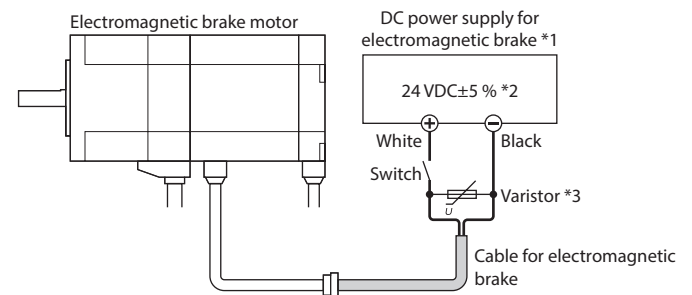 Electromagnetic brake motor
DC power supply for
electromagnetic brake *1
24 VDC±5 % *2
White
Black
Switch
Varistor *3
U
Cable for electromagnetic
brake